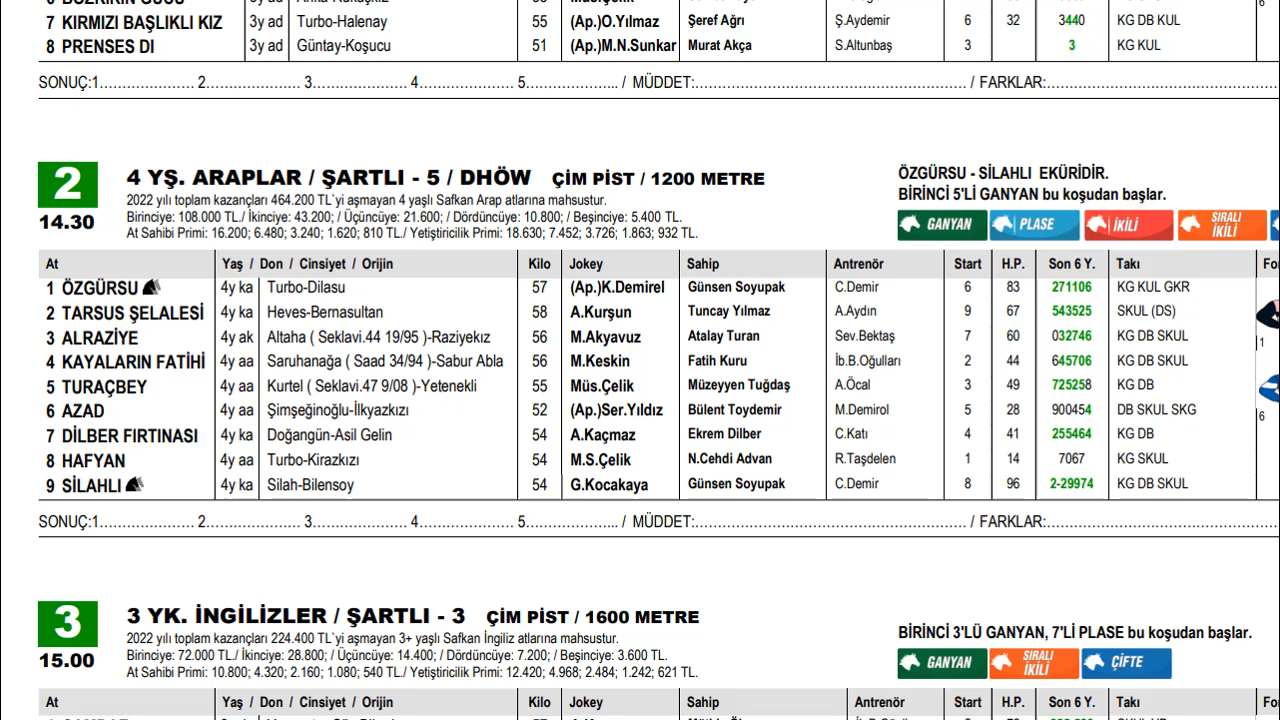 7 KIRMIZI BAŞLIKLI KIZ 3y ad Turbo-Halenay 55 (Ap.)O.Yılmaz Şeref Ağrı Ş.Aydemir 6 32 3440 KG DB KUL
8 PRENSES DI 3y ad Güntay-Koşucu 51 (Ap.)M.N.Sunkar Murat Akça S.Altunbaş 3 3 KG KUL
SONUÇ:1...................... 2......................... 3...................... 4...................... 5...................... / MÜDDET:............................................................... / FARKLAR:......................................................
2 4 YŞ. ARAPLAR / ŞARTLI - 5 / DHÖW ÇİM PİST / 1200 METRE
ÖZGÜRSU - SİLAHLI EKÜRİDİR.
14.30 2022 yılı toplam kazançları 464.200 TL`yi aşmayan 4 yaşlı Safkan Arap atlarına mahsustur.
BİRİNCİ 5'Lİ GANYAN bu koşudan başlar.
Birinciye: 108.000 TL./ İkinciye: 43.200; / Üçüncüye: 21.600; / Dördüncüye: 10.800; / Beşinciye: 5.400 TL.
At Sahibi Primi: 16.200; 6.480; 3.240; 1.620; 810 TL./ Yetiştiricilik Primi: 18.630; 7.452; 3.726; 1.863; 932 TL.
GANYAN PLASE İKİLİ SIRALI İKİLİ
At Yaş / Don / Cinsiyet / Orijin Kilo Jokey Sahip Antrenör Start H.P. Son 6 Y. Takı Fo
1 ÖZGÜRSU 4y ka Turbo-Dilasu 57 (Ap.)K.Demirel Günsen Soyupak C.Demir 6 83 271106 KG KUL GKR
2 TARSUS ŞELALESİ 4y ka Heves-Bernasultan 58 A.Kurşun Tuncay Yılmaz A.Aydın 9 67 543525 SKUL (DS)
3 ALRAZİYE 4y ak Altaha ( Seklavi.44 19/95 )-Raziyekız 56 M.Akyavuz Atalay Turan Sev.Bektaş 7 60 032746 KG DB SKUL 1
4 KAYALARIN FATİHİ 4y aa Saruhanağa ( Saad 34/94 )-Sabur Abla 56 M.Keskin Fatih Kuru İb.B.Oğulları 2 44 645706 KG DB SKUL
5 TURAÇBEY 4y aa Kurtel ( Seklavi.47 9/08 )-Yetenekli 55 Müs.Çelik Müzeyyen Tuğdaş A.Öcal 3 49 725258 KG DB
6 AZAD 4y aa Şimşeğinoğlu-İlkyazkızı 52 (Ap.)Ser.Yıldız Bülent Toydemir M.Demirol 5 28 900454 DB SKUL SKG 6
7 DİLBER FIRTINASI 4y ka Doğangün-Asil Gelin 54 A.Kaçmaz Ekrem Dilber C.Katı 4 41 255464 KG DB
8 HAFYAN 4y aa Turbo-Kirazkızı 54 M.S.Çelik N.Cehdi Advan R.Taşdelen 1 14 7067 KG SKUL
9 SİLAHLI 4y ka Silah-Bilensoy 54 G.Kocakaya Günsen Soyupak C.Demir 8 96 2-29974 KG DB SKUL
SONUÇ:1...................... 2......................... 3...................... 4...................... 5...................... / MÜDDET:............................................................... / FARKLAR:......................................................
3 3 YK. İNGİLİZLER / ŞARTLI - 3 ÇİM PİST / 1600 METRE
15.00 2022 yılı toplam kazançları 224.400 TL`yi aşmayan 3+ yaşlı Safkan İngiliz atlarına mahsustur.
BİRİNCİ 3'LÜ GANYAN, 7'Lİ PLASE bu koşudan başlar.
Birinciye: 72.000 TL./ İkinciye: 28.800; / Üçüncüye: 14.400; / Dördüncüye: 7.200; / Beşinciye: 3.600 TL.
At Sahibi Primi: 10.800; 4.320; 2.160; 1.080; 540 TL./ Yetiştiricilik Primi: 12.420; 4.968; 2.484; 1.242; 621 TL.
GANYAN SIRALI İKİLİ ÇİFTE
At Yaş / Don / Cinsiyet / Orijin Kilo Jokey Sahip Antrenör Start H.P. Son 6 Y. Takı Fo